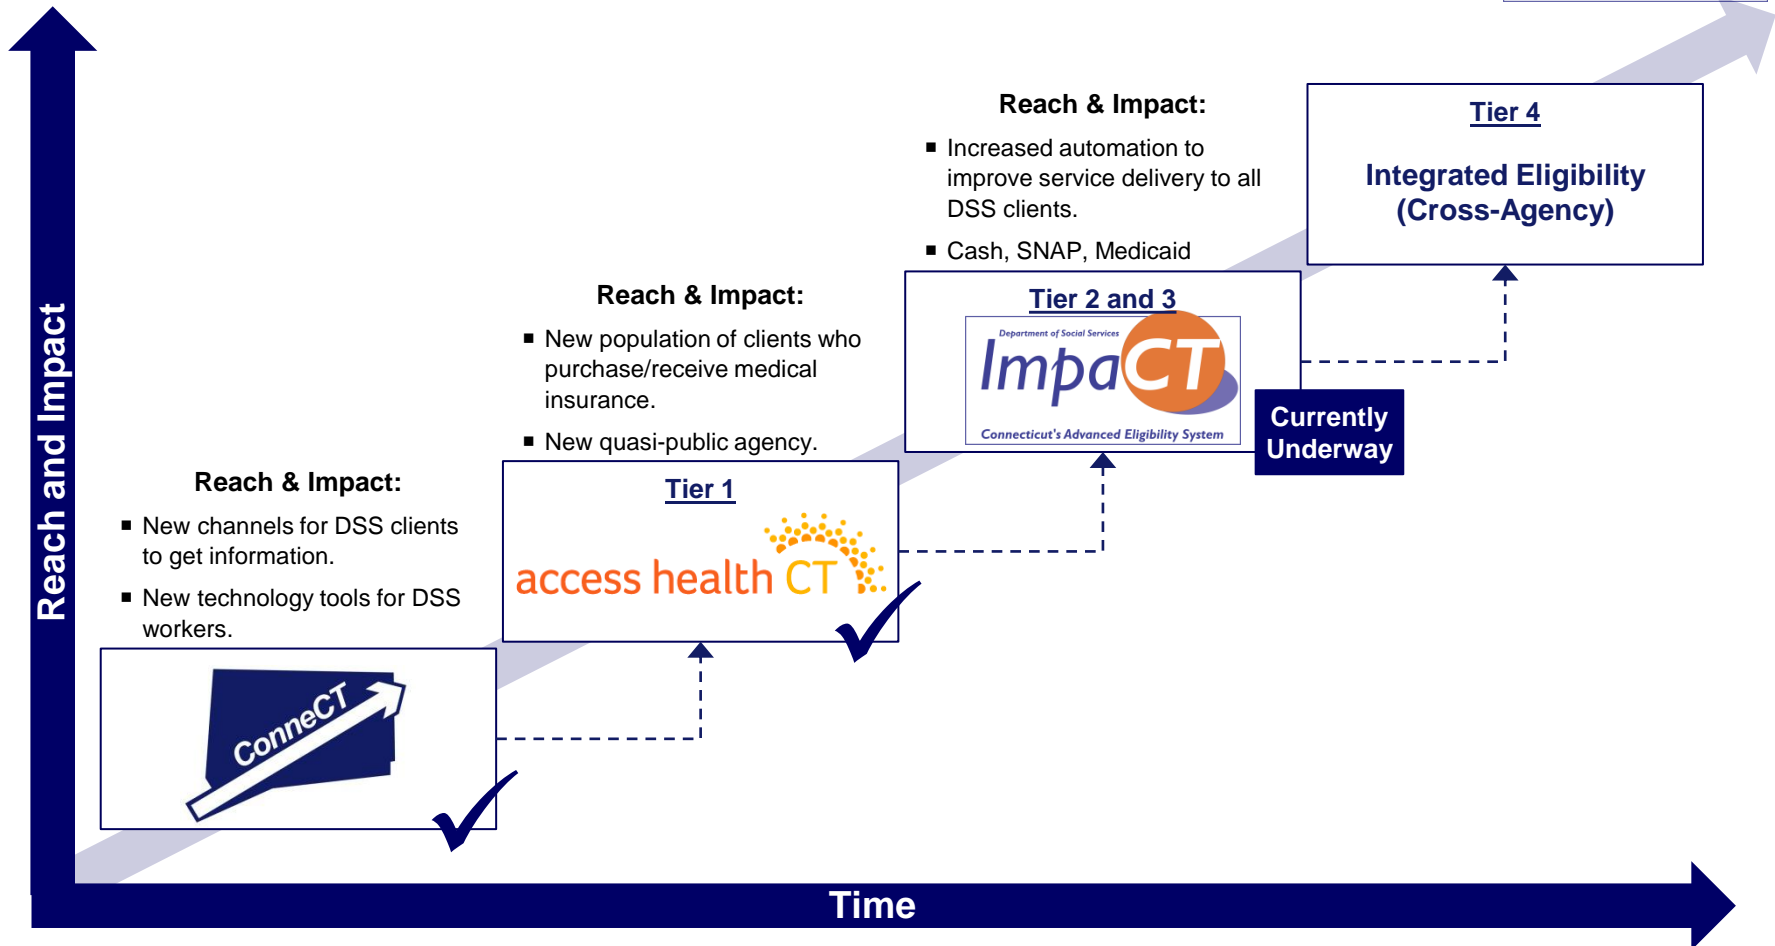 Reach and Impact
Reach & Impact:
■ New channels for DSS clients
to get information.
■ New technology tools for DSS
workers.
ConneCT
Reach & Impact:
■ New population of clients who
purchase/receive medical
insurance.
■ New quasi-public agency.
Tier 1
access health CT
Reach & Impact:
■ Increased automation to
improve service delivery to all
DSS clients.
■ Cash, SNAP, Medicaid
Tier 2 and 3
Department of Social Services
ImpaCT
Connecticut's Advanced Eligibility System
Currently
Underway
Tier 4
Integrated Eligibility
(Cross-Agency)
Time